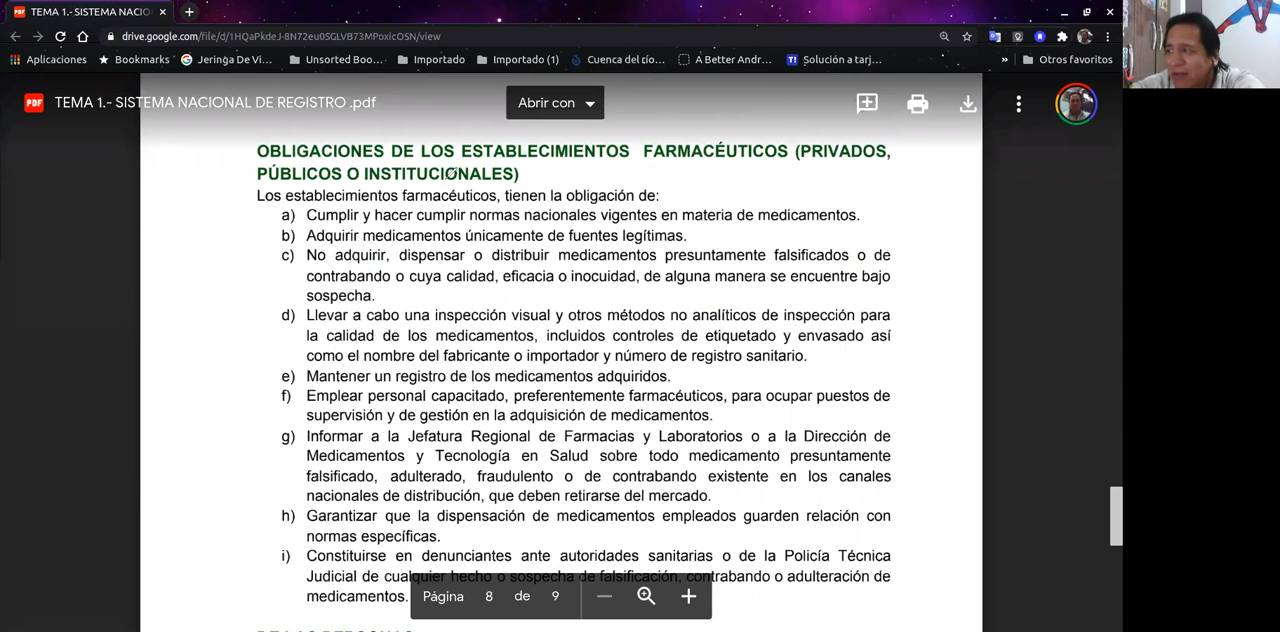 TEMA 1.- SISTEMA NACIO
drive.google.com/file/d/1HQaPkdeJ-8N72eu0SGLVB73MPoxicOSN/view
Aplicaciones Bookmarks Jeringa De Vi... Unsorted Boo... Importado Importado (1) Cuenca del río... A Better Andr... Solución a tarj... » Otros favoritos
PDF TEMA 1.- SISTEMA NACIONAL DE REGISTRO .pdf Abrir con
OBLIGACIONES DE LOS ESTABLECIMIENTOS FARMACÉUTICOS (PRIVADOS,
PÚBLICOS O INSTITUCIONALES)
Los establecimientos farmacéuticos, tienen la obligación de:
a) Cumplir y hacer cumplir normas nacionales vigentes en materia de medicamentos.
b) Adquirir medicamentos únicamente de fuentes legítimas.
c) No adquirir, dispensar o distribuir medicamentos presuntamente falsificados o de
contrabando o cuya calidad, eficacia o inocuidad, de alguna manera se encuentre bajo
sospecha.
d) Llevar a cabo una inspección visual y otros métodos no analíticos de inspección para
la calidad de los medicamentos, incluidos controles de etiquetado y envasado así
como el nombre del fabricante o importador y número de registro sanitario.
e) Mantener un registro de los medicamentos adquiridos.
f) Emplear personal capacitado, preferentemente farmacéuticos, para ocupar puestos de
supervisión y de gestión en la adquisición de medicamentos.
g) Informar a la Jefatura Regional de Farmacias y Laboratorios o a la Dirección de
Medicamentos y Tecnología en Salud sobre todo medicamento presuntamente
falsificado, adulterado, fraudulento o de contrabando existente en los canales
nacionales de distribución, que deben retirarse del mercado.
h) Garantizar que la dispensación de medicamentos empleados guarden relación con
normas específicas.
i) Constituirse en denunciantes ante autoridades sanitarias o de la Policía Técnica
Judicial de cualquier hecho o sospecha de falsificación, contrabando o adulteración de
medicamentos.
Página 8 de 9